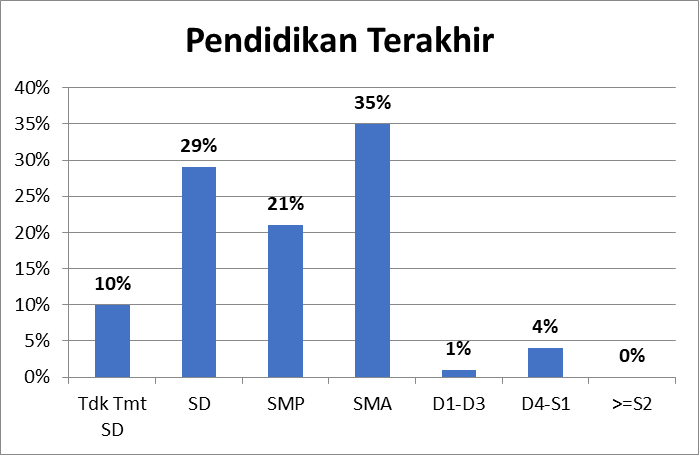 Pendidikan Terakhir
40%
35%
30%
25%
20%
15%
10%
5%
0%
10%
29%
21%
35%
1%
4%
0%
Tdk Tmt
SD
SD
SMP
SMA
D1-D3
D4-S1
>=S2